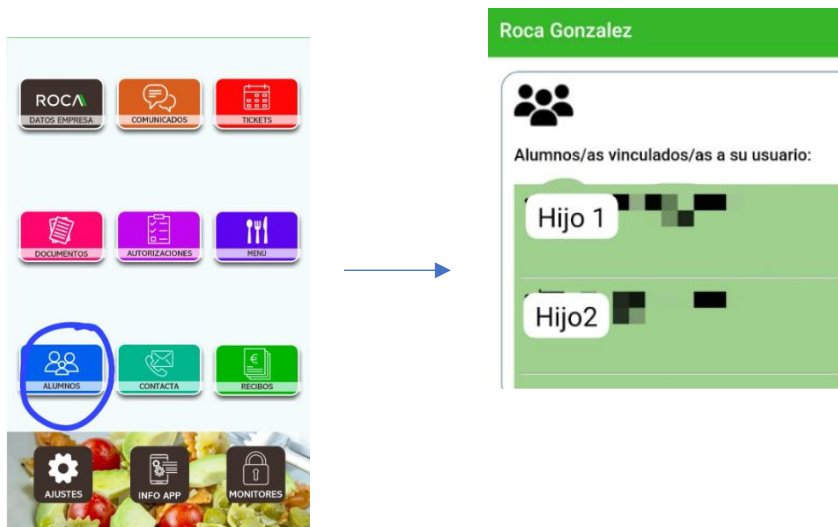 ROCA
DATOS EMPRESA
COMUNICADOS
TICKETS
DOCUMENTOS
AUTORIZACIONES
MENÚ
ALUMNOS
CONTACTA
RECIBOS
AJUSTES
INFO APP
MONITORES
Roca Gonzalez
Alumnos/as vinculados/as a su usuario:
Hijo 1
Hijo2